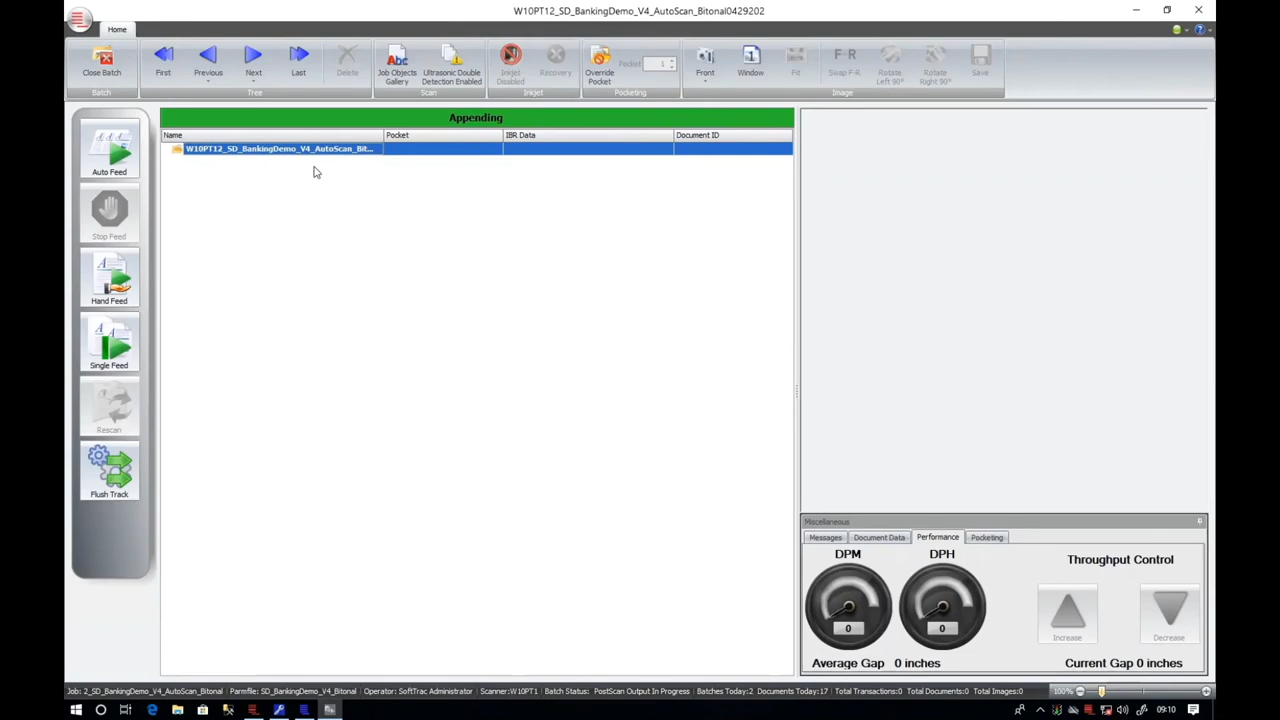 W10PT12_SD_BankingDemo_V4_AutoScan_Bitonal0429202
Home
Close Batch
First
Previous
Next
Last
Delete
Job Objects
Gallery
Ultrasonic Double
Detection Enabled
Inkjet
Disabled
Recovery
Override
Pocket
Pocket
1
Front
Window
Fit
F-R
Swap F-R
Rotate
Left 90°
Rotate
Right 90°
Save
Batch
Tree
Scan
Inkjet
Pocketing
Image
Appending
Name
Pocket
IBR Data
Document ID
W10PT12_SD_BankingDemo_V4_AutoScan_Bit...
Auto Feed
Stop Feed
Hand Feed
Single Feed
Rescan
Flush Track
Miscellaneous
Messages
Document Data
Performance
Pocketing
DPM
DPH
Throughput Control
0
0
Increase
Decrease
Average Gap 0 inches
Current Gap 0 inches
Job: 2_SD_BankingDemo_V4_AutoScan_Bitonal
Parmfile: SD_BankingDemo_V4_Bitonal
Operator: SoftTrac Administrator
Scanner:W10PT1
Batch Status: PostScan Output In Progress
Batches Today:2
Documents Today:17
Total Transactions:0
Total Documents:0
Total Images:0
100%
09:10